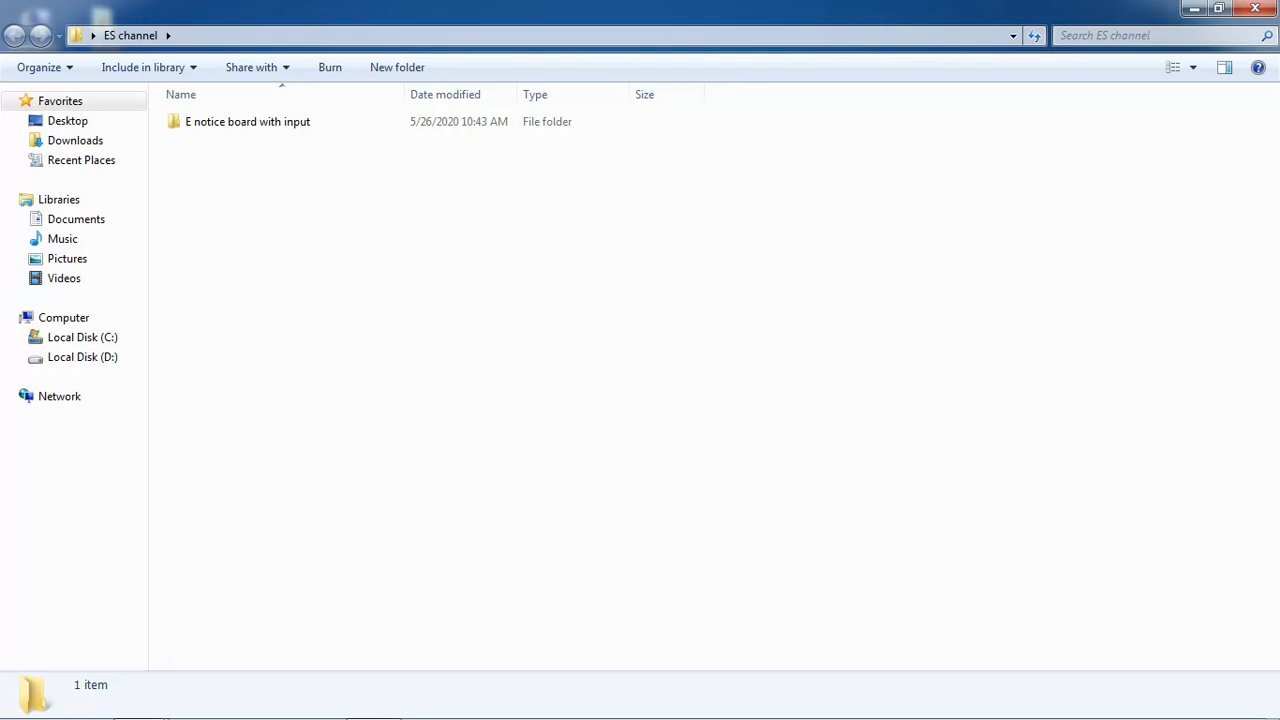 ES channel
Search ES channel
Organize Include in library Share with Burn New folder
Name Date modified Type Size
E notice board with input 5/26/2020 10:43 AM File folder
Favorites
Desktop
Downloads
Recent Places
Libraries
Documents
Music
Pictures
Videos
Computer
Local Disk (C:)
Local Disk (D:)
Network
1 item